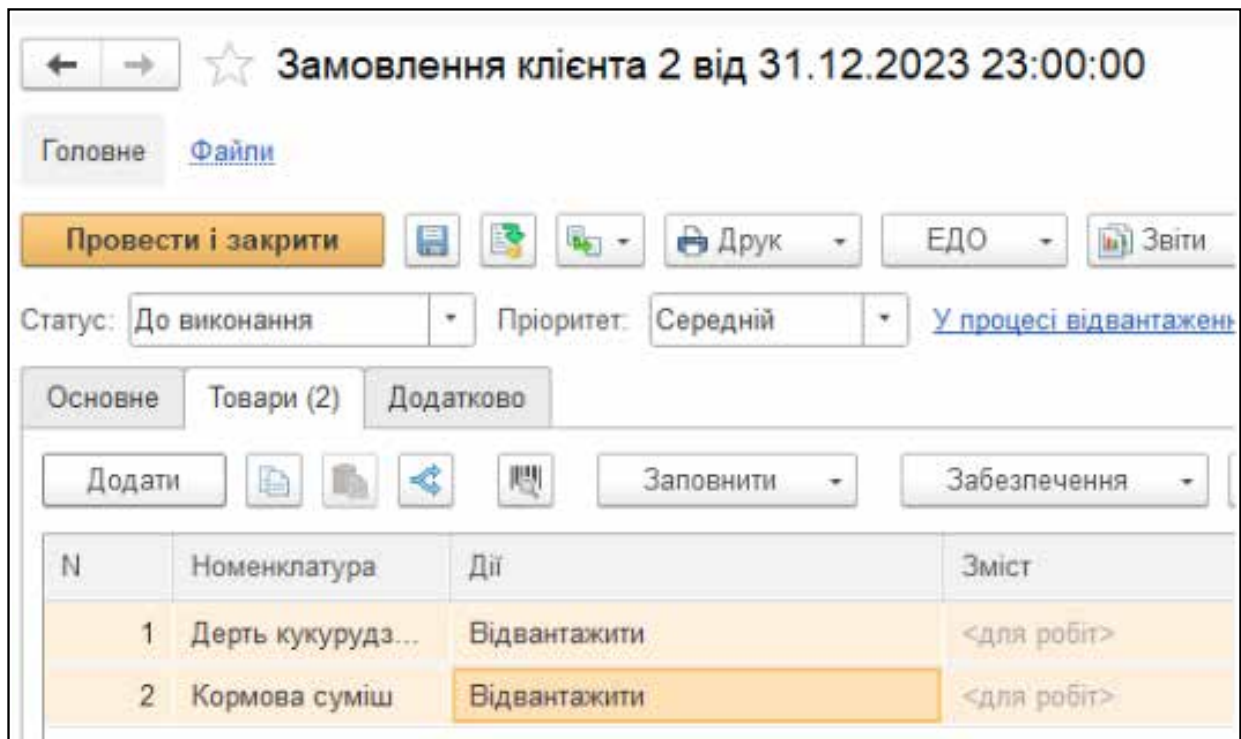 Замовлення клієнта 2 від 31.12.2023 23:00:00
Головне Файли
Провести і закрити Друк ЕДО Звіти
Статус: До виконання Пріоритет: Середній У процесі відвантаженн
Основне Товари (2) Додатково
Додати Заповнити Забезпечення
N Номенклатура Дії Зміст
1 Дерть кукурудз... Відвантажити <для робіт>
2 Кормова суміш Відвантажити <для робіт>